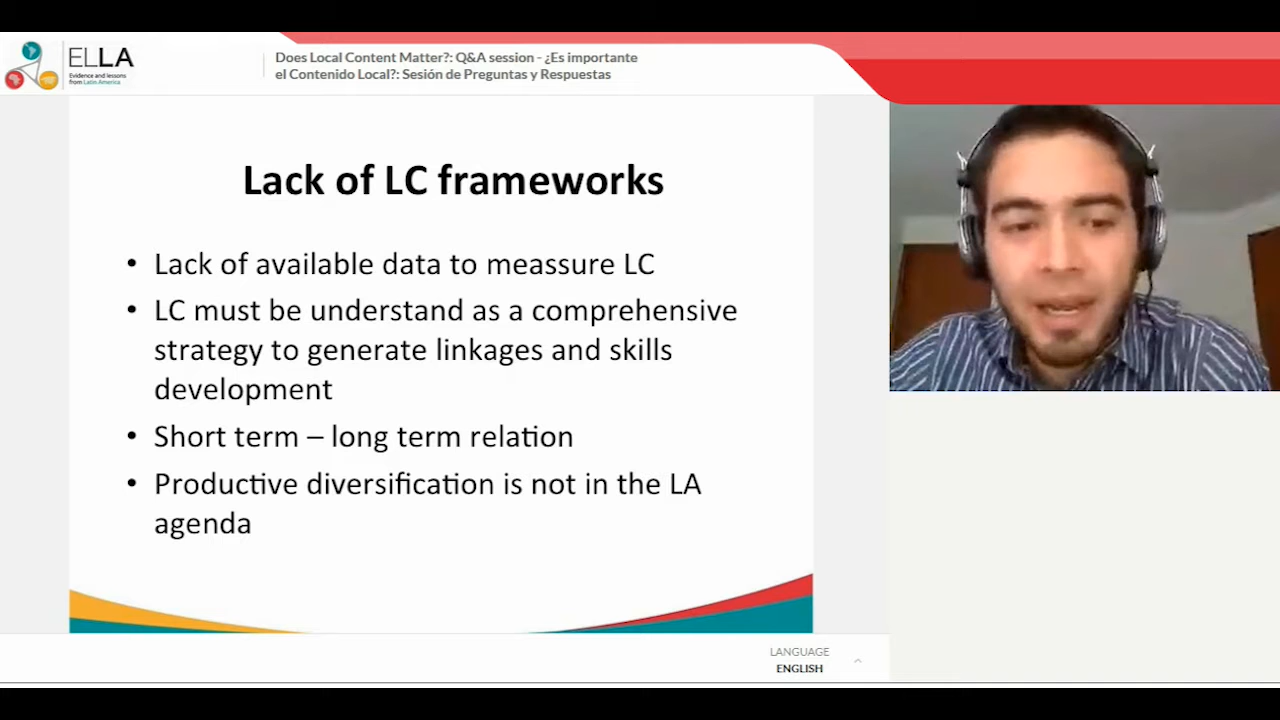 ELLA
Evidence and lessons
from Latin America
Does Local Content Matter?: Q&A session - ¿Es importante
el Contenido Local?: Sesión de Preguntas y Respuestas
Lack of LC frameworks
• Lack of available data to meassure LC
• LC must be understand as a comprehensive
strategy to generate linkages and skills
development
• Short term – long term relation
• Productive diversification is not in the LA
agenda
LANGUAGE
ENGLISH